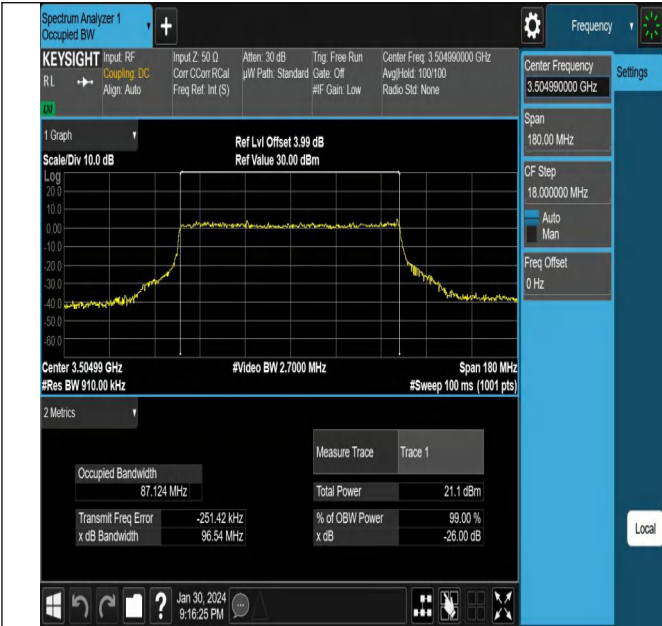 Spectrum Analyzer 1
Occupied BW
+
Frequency
KEYSIGHT
RL
LXI
Input: RF
Coupling: DC
Align: Auto
Input Z: 50 Ω
Corr CCorr RCal
Freq Ref: Int (S)
Atten: 30 dB
µW Path: Standard
Trig: Free Run
Gate: Off
#IF Gain: Low
Center Freq: 3.504990000 GHz
Avg|Hold: 100/100
Radio Std: None
Center Frequency
3.504990000 GHz
Settings
Span
180.00 MHz
CF Step
18.000000 MHz
Auto
Man
Freq Offset
0 Hz
1 Graph
Scale/Div 10.0 dB
Ref Lvl Offset 3.99 dB
Ref Value 30.00 dBm
Log
20.0
10.0
0.00
-10.0
-20.0
-30.0
-40.0
-50.0
-60.0
Center 3.50499 GHz
#Video BW 2.7000 MHz
Span 180 MHz
#Res BW 910.00 kHz
#Sweep 100 ms (1001 pts)
2 Metrics
Measure Trace
Trace 1
Occupied Bandwidth
87.124 MHz
Total Power
21.1 dBm
Transmit Freq Error
-251.42 kHz
% of OBW Power
99.00 %
x dB Bandwidth
96.54 MHz
x dB
-26.00 dB
Local
?
Jan 30, 2024
9:16:25 PM